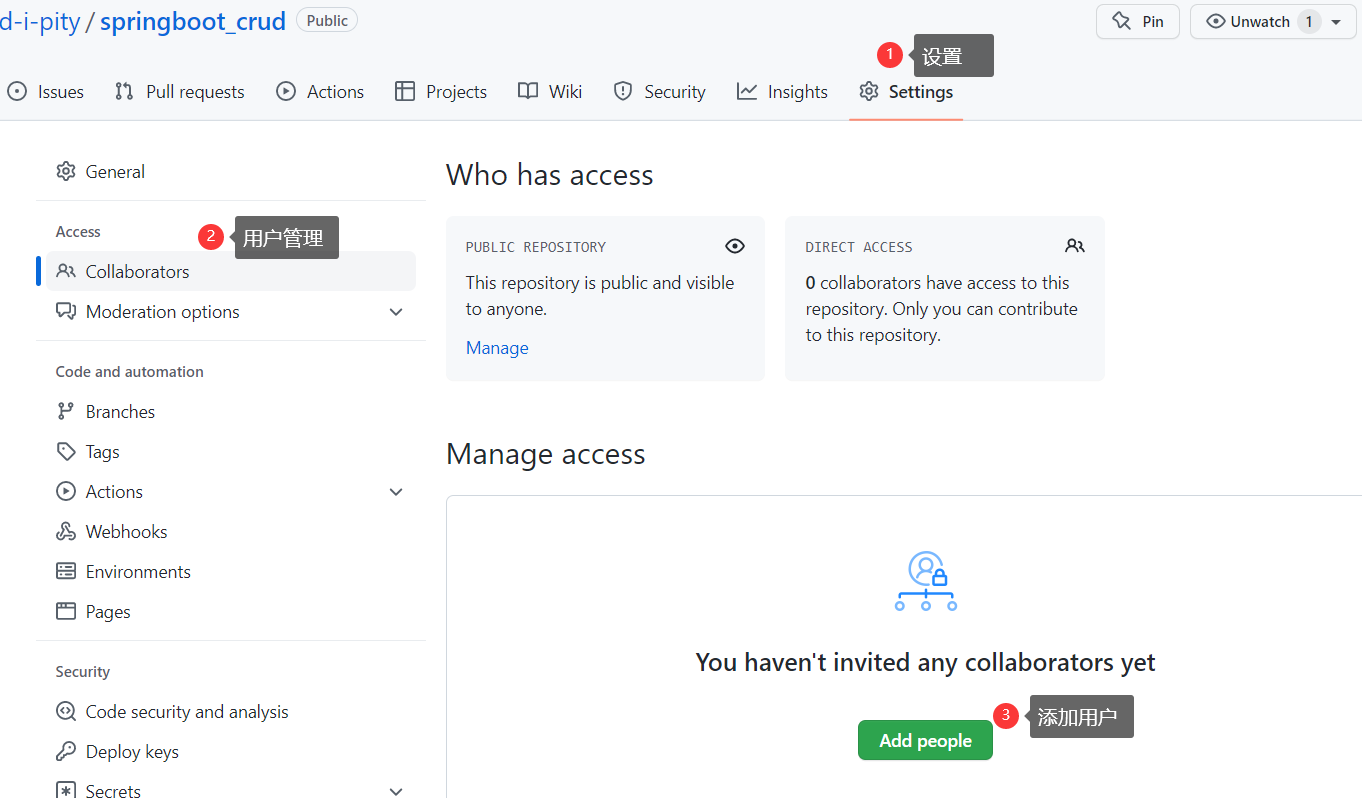 d-i-pity / springboot_crud Public
Pin
Unwatch 1
1 设置
Issues
Pull requests
Actions
Projects
Wiki
Security
Insights
Settings
General
Access
2 用户管理
Collaborators
Moderation options
Code and automation
Branches
Tags
Actions
Webhooks
Environments
Pages
Security
Code security and analysis
Deploy keys
Secrets
Who has access
PUBLIC REPOSITORY
This repository is public and visible
to anyone.
Manage
DIRECT ACCESS
0 collaborators have access to this
repository. Only you can contribute
to this repository.
Manage access
You haven't invited any collaborators yet
3 添加用户
Add people